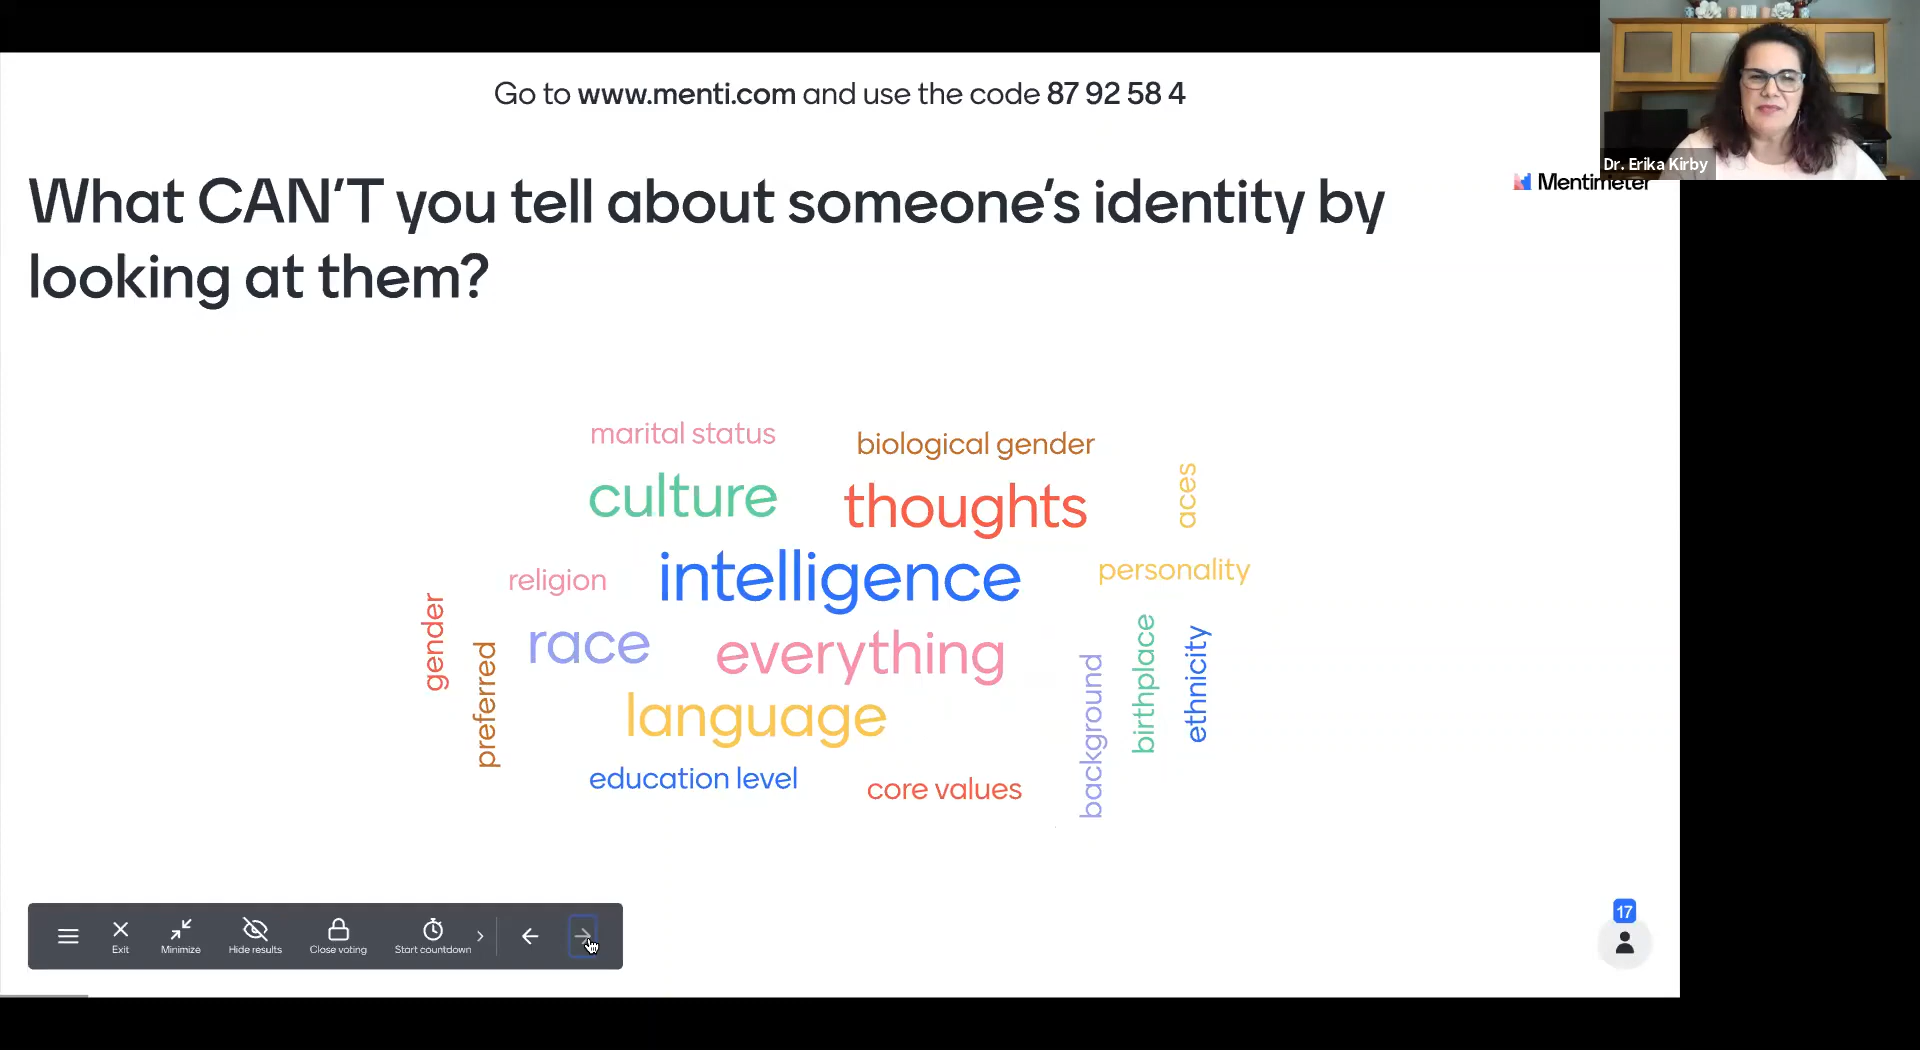 Go to www.menti.com and use the code 87 92 58 4
Dr. Erika Kirby
Mentimeter
What CAN'T you tell about someone's identity by
looking at them?
marital status
biological gender
culture
thoughts
aces
religion
intelligence
personality
gender
preferred
race
everything
background
birthplace
ethnicity
language
education level
core values
Exit
Minimize
Hide results
Close voting
Start countdown
17